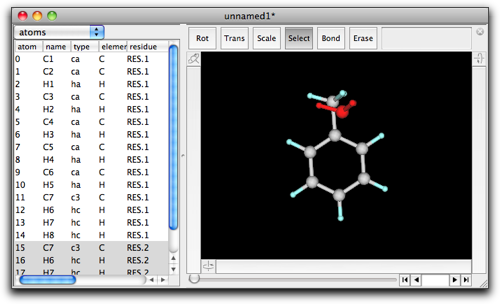 unnamed1*
atoms
Rot Trans Scale Select Bond Erase
atom name type elemen residue
0 C1 ca C RES.1
1 C2 ca C RES.1
2 H1 ha H RES.1
3 C3 ca C RES.1
4 H2 ha H RES.1
5 C4 ca C RES.1
6 H3 ha H RES.1
7 C5 ca C RES.1
8 H4 ha H RES.1
9 C6 ca C RES.1
10 H5 ha H RES.1
11 C7 c3 C RES.1
12 H6 hc H RES.1
13 H7 hc H RES.1
14 H8 hc H RES.1
15 C7 c3 C RES.2
16 H6 hc H RES.2
17 H7 hc H RES.2